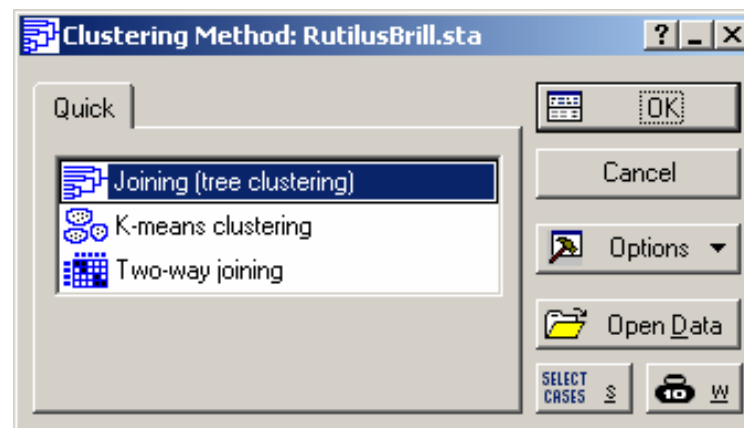 Clustering Method: RutilusBrill.sta
Quick
Joining (tree clustering)
K-means clustering
Two-way joining
OK
Cancel
Options
Open Data
SELECT CASES S
10 W